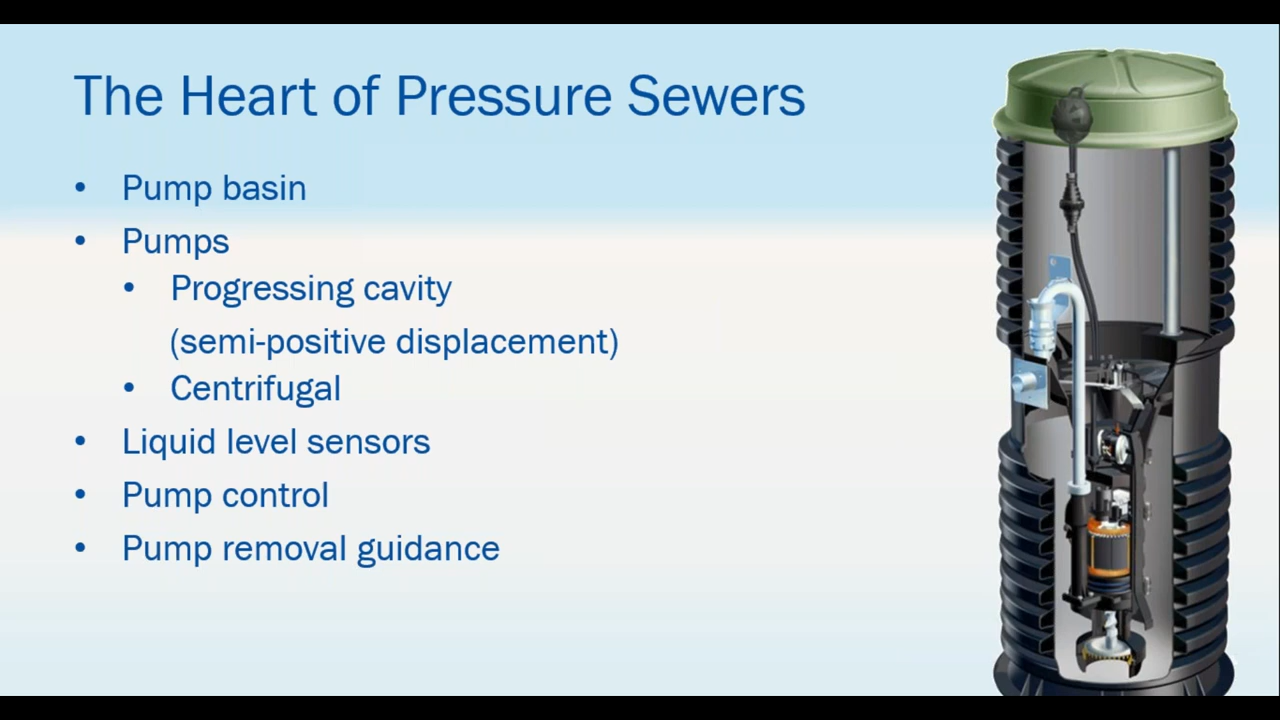 The Heart of Pressure Sewers
• Pump basin
• Pumps
• Progressing cavity
(semi-positive displacement)
• Centrifugal
• Liquid level sensors
• Pump control
• Pump removal guidance